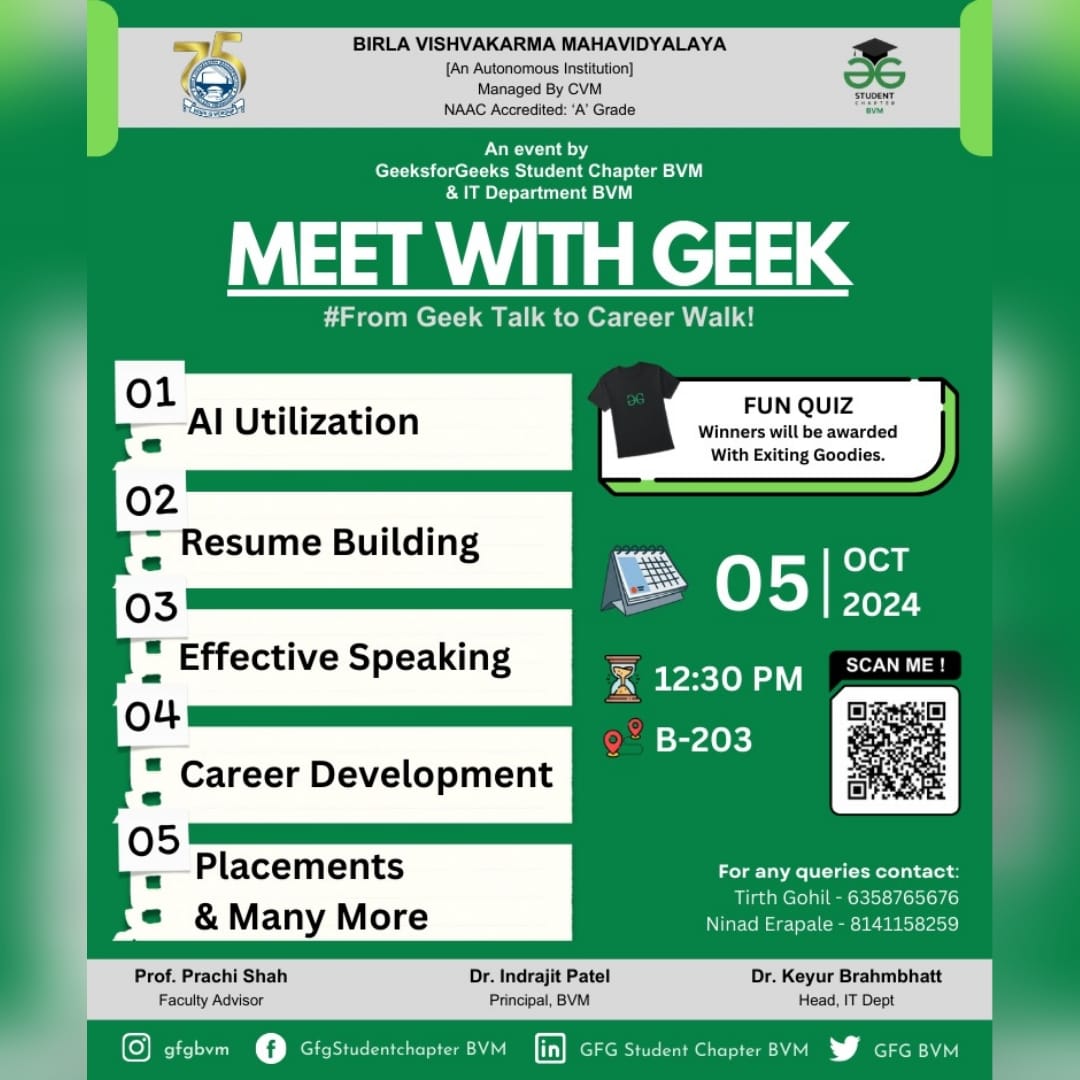 75
BIRLA VISHVAKARMA MAHAVIDYALAYA
[An Autonomous Institution]
Managed By CVM
NAAC Accredited: ‘A’ Grade
STUDENT
CHAPTER
BVM
An event by
GeeksforGeeks Student Chapter BVM
& IT Department BVM
MEET WITH GEEK
#From Geek Talk to Career Walk!
01
AI Utilization
02
Resume Building
03
Effective Speaking
04
Career Development
05
Placements
& Many More
FUN QUIZ
Winners will be awarded
With Exiting Goodies.
05
OCT
2024
12:30 PM
B-203
SCAN ME !
For any queries contact:
Tirth Gohil - 6358765676
Ninad Erapale - 8141158259
Prof. Prachi Shah
Faculty Advisor
Dr. Indrajit Patel
Principal, BVM
Dr. Keyur Brahmbhatt
Head, IT Dept
gfgbvm
GfgStudentchapter BVM
in
GFG Student Chapter BVM
GFG BVM